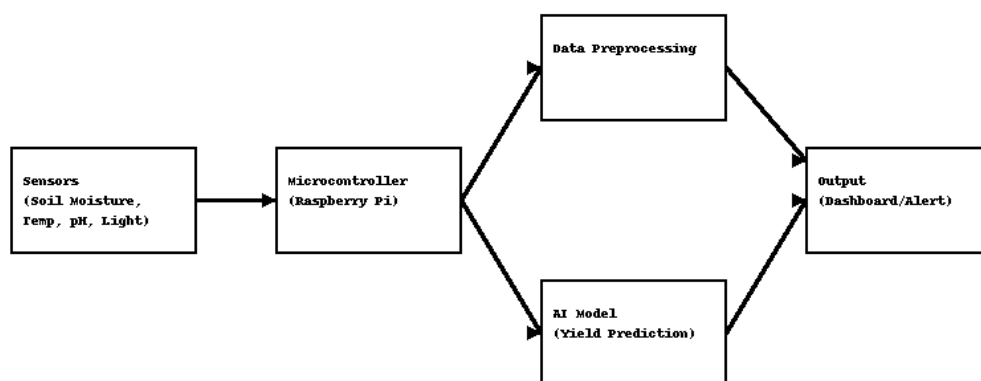 Data Preprocessing
Sensors
(Soil Moisture,
Temp, pH, Light)
Microcontroller
(Raspberry Pi)
Output
(Dashboard/Alert)
AI Model
(Yield Prediction)